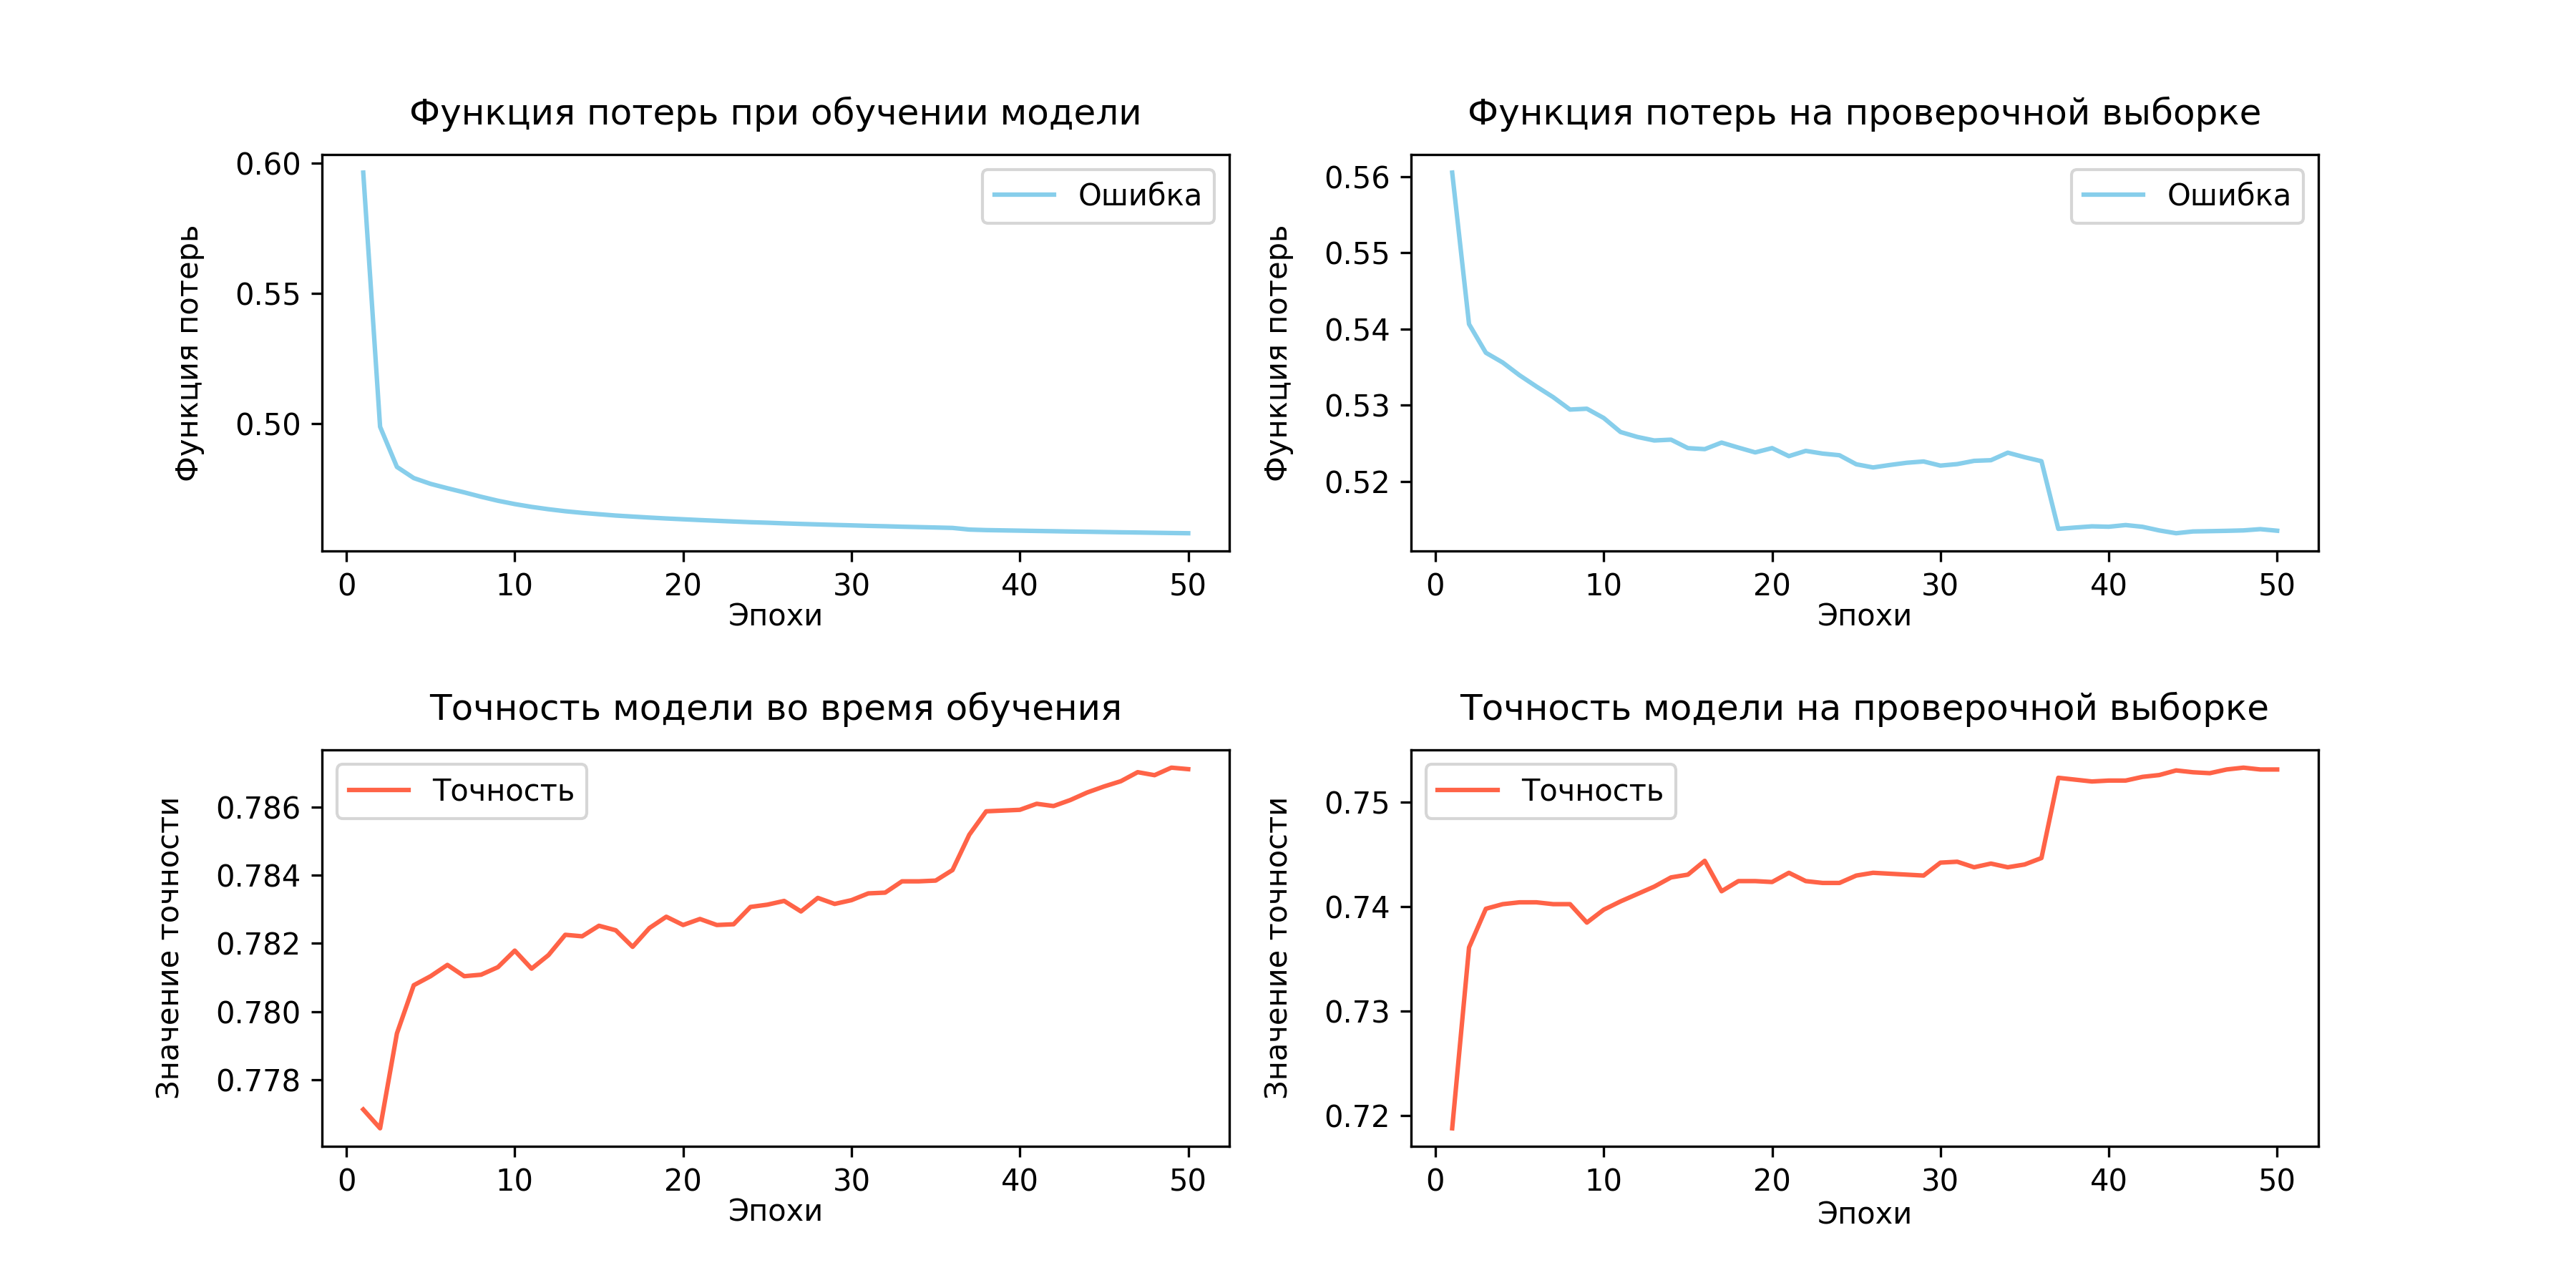 Функция потерь при обучении модели
Функция потерь
0.60
0.55
0.50
Ошибка
0 10 20 30 40 50
Эпохи
Функция потерь на проверочной выборке
Функция потерь
0.56
0.55
0.54
0.53
0.52
Ошибка
0 10 20 30 40 50
Эпохи
Точность модели во время обучения
Значение точности
0.786
0.784
0.782
0.780
0.778
Точность
0 10 20 30 40 50
Эпохи
Точность модели на проверочной выборке
Значение точности
0.75
0.74
0.73
0.72
Точность
0 10 20 30 40 50
Эпохи